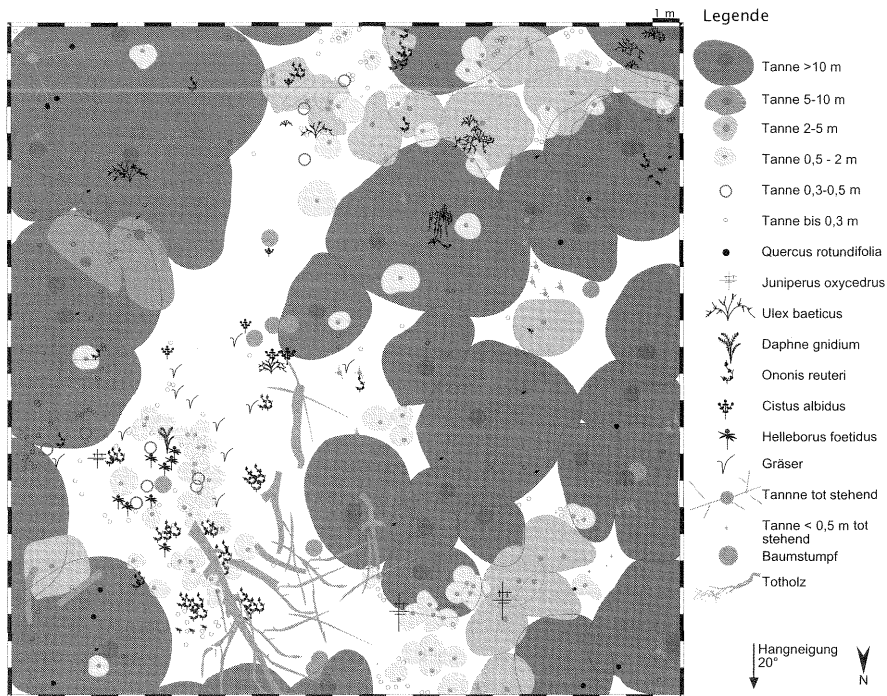 1 m
Legende
Tanne >10 m
Tanne 5-10 m
Tanne 2-5 m
Tanne 0,5 - 2 m
Tanne 0,3-0,5 m
Tanne bis 0,3 m
Quercus rotundifolia
Juniperus oxycedrus
Ulex baeticus
Daphne gnidium
Ononis reuteri
Cistus albidus
Helleborus foetidus
Gräser
Tannne tot stehend
Tanne < 0,5 m tot
stehend
Baumstumpf
Totholz
Hangneigung
20°
N